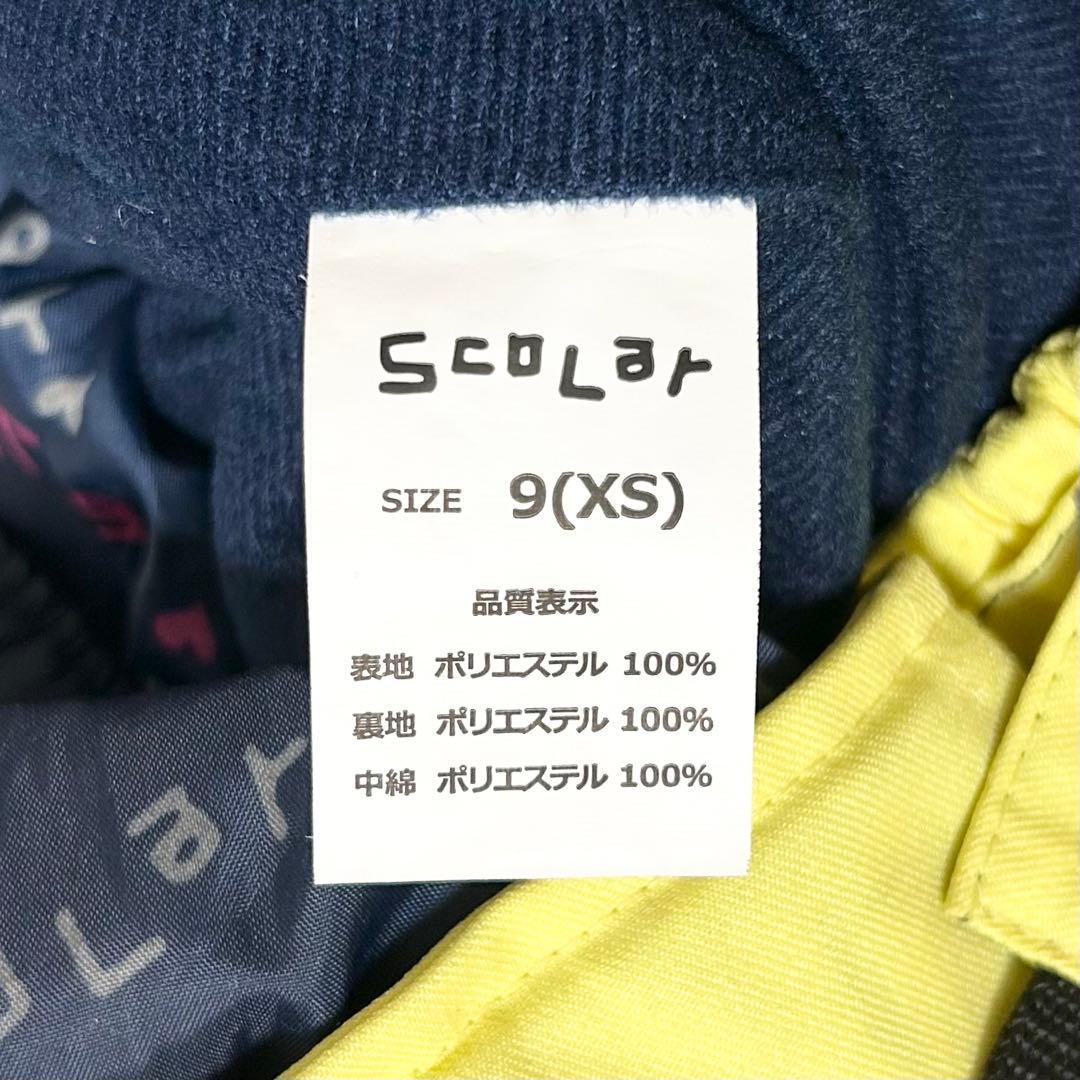 scoLar
SIZE 9(XS)
品質表示
表地 ポリエステル 100%
裏地 ポリエステル 100%
中綿 ポリエステル 100%
Lar